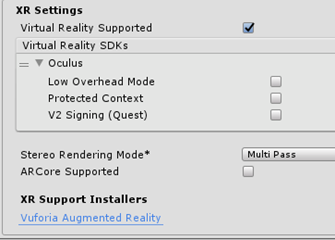 XR Settings
Virtual Reality Supported
Virtual Reality SDKs
Oculus
Low Overhead Mode
Protected Context
V2 Signing (Quest)
Stereo Rendering Mode* Multi Pass
ARCore Supported
XR Support Installers
Vuforia Augmented Reality